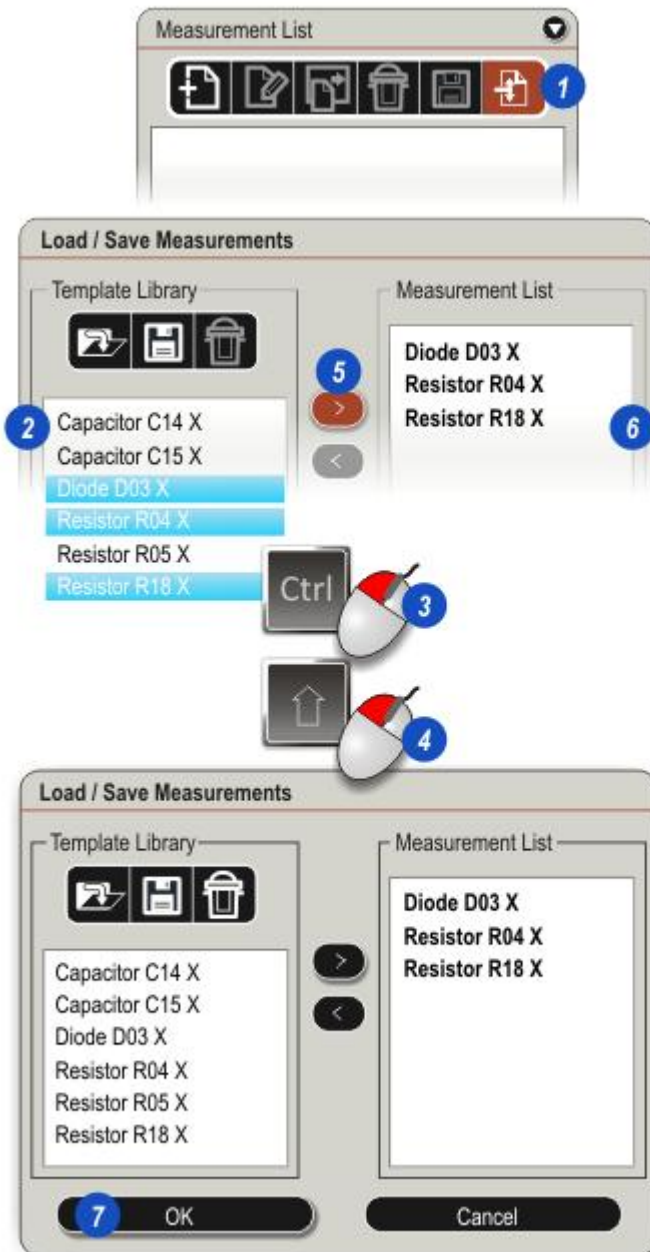 Measurement List
1
Load / Save Measurements
Template Library
Measurement List
2
Capacitor C14 X
Capacitor C15 X
Diode D03 X
Resistor R04 X
Resistor R05 X
Resistor R18 X
5
>
<
Diode D03 X
Resistor R04 X
Resistor R18 X
6
Ctrl
3
4
Load / Save Measurements
Template Library
Measurement List
Capacitor C14 X
Capacitor C15 X
Diode D03 X
Resistor R04 X
Resistor R05 X
Resistor R18 X
>
<
Diode D03 X
Resistor R04 X
Resistor R18 X
7
OK
Cancel